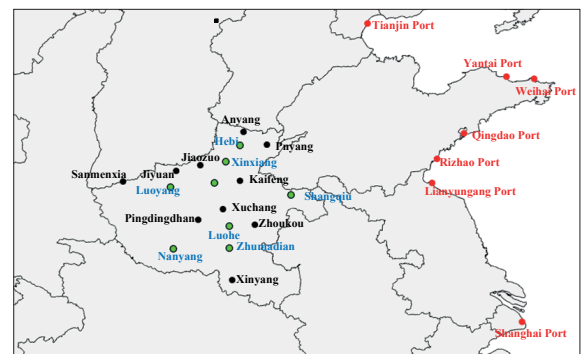 Tianjin Port
Yantai Port
Weihai Port
Anyang
Hebi
Pnyang
Qingdao Port
Jiaozuo
Xinxiang
Rizhao Port
Sanmenxia
Jiyuan
Kaifeng
Luoyang
Shangqiu
Lianyungang Port
Xuchang
Pingdingdhan
Zhoukou
Luohe
Zhumadian
Nanyang
Xinyang
Shanghai Port